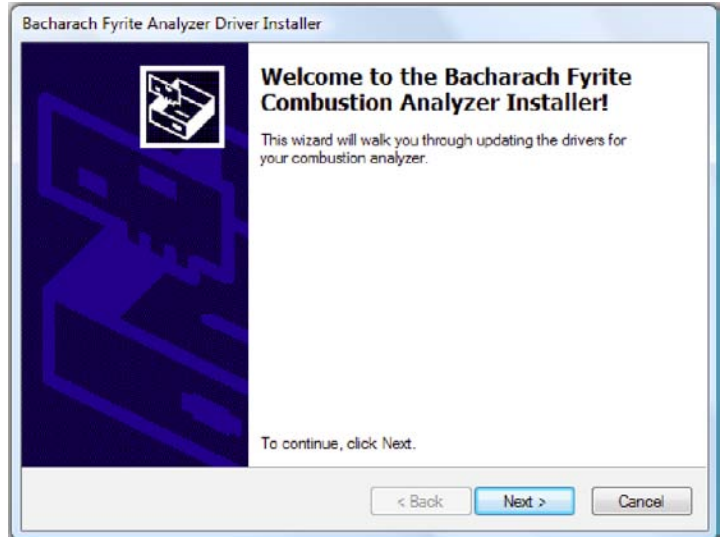 Bacharach Fyrite Analyzer Driver Installer
Welcome to the Bacharach Fyrite
Combustion Analyzer Installer!
This wizard will walk you through updating the drivers for
your combustion analyzer.
To continue, click Next.
< Back Next > Cancel